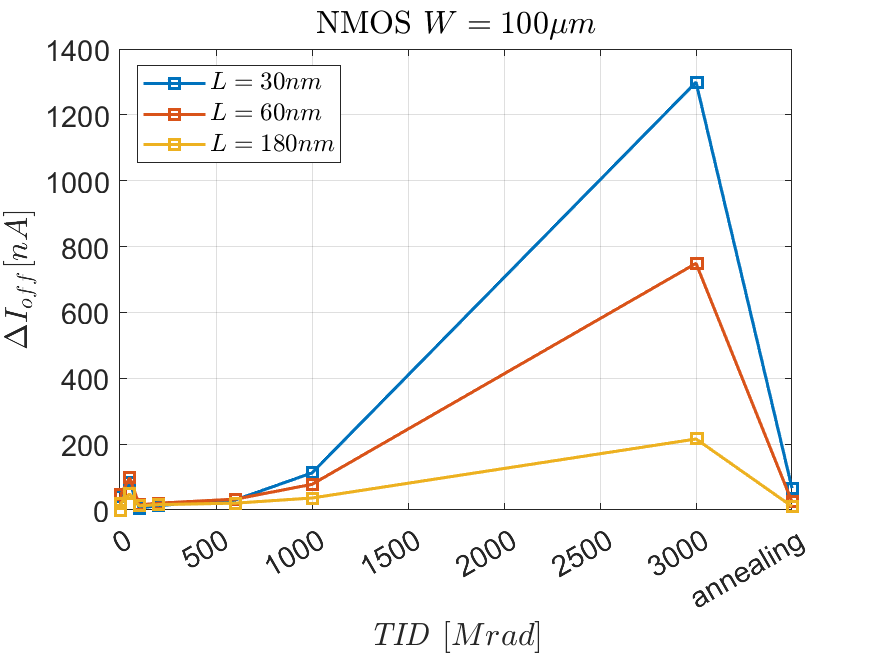 NMOS W = 100μm
1400
1200
1000
800
600
400
200
0
ΔI_off[nA]
L = 30nm
L = 60nm
L = 180nm
0
500
1000
1500
2000
2500
3000
annealing
TID [Mrad]